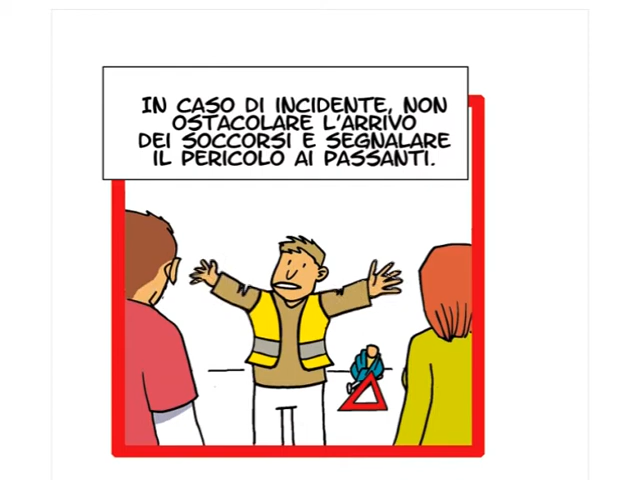 IN CASO DI INCIDENTE, NON
OSTACOLARE L'ARRIVO
DEI SOCCORSI E SEGNALARE
IL PERICOLO AI PASSANTI.